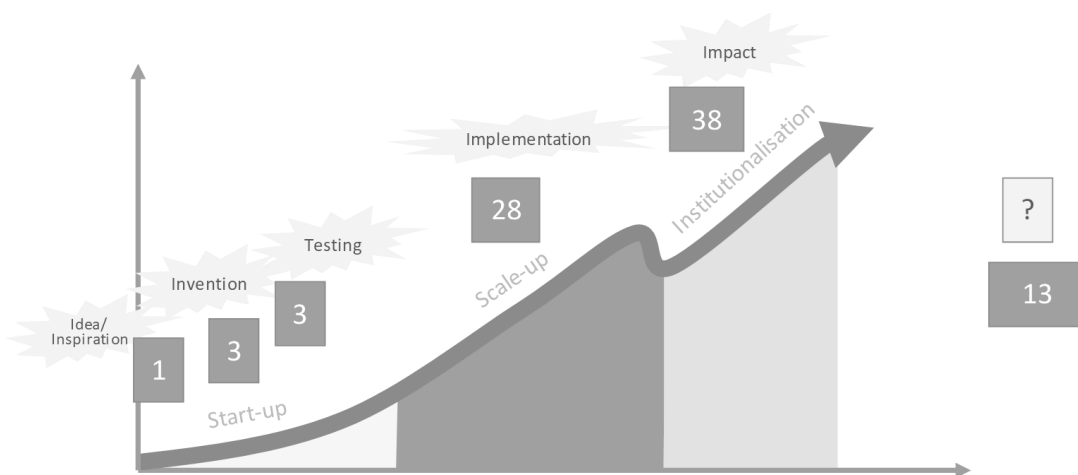 Impact
38
Implementation
28
Institutionalisation
?
13
Testing
3
Scale-up
Invention
3
Idea/
Inspiration
1
Start-up